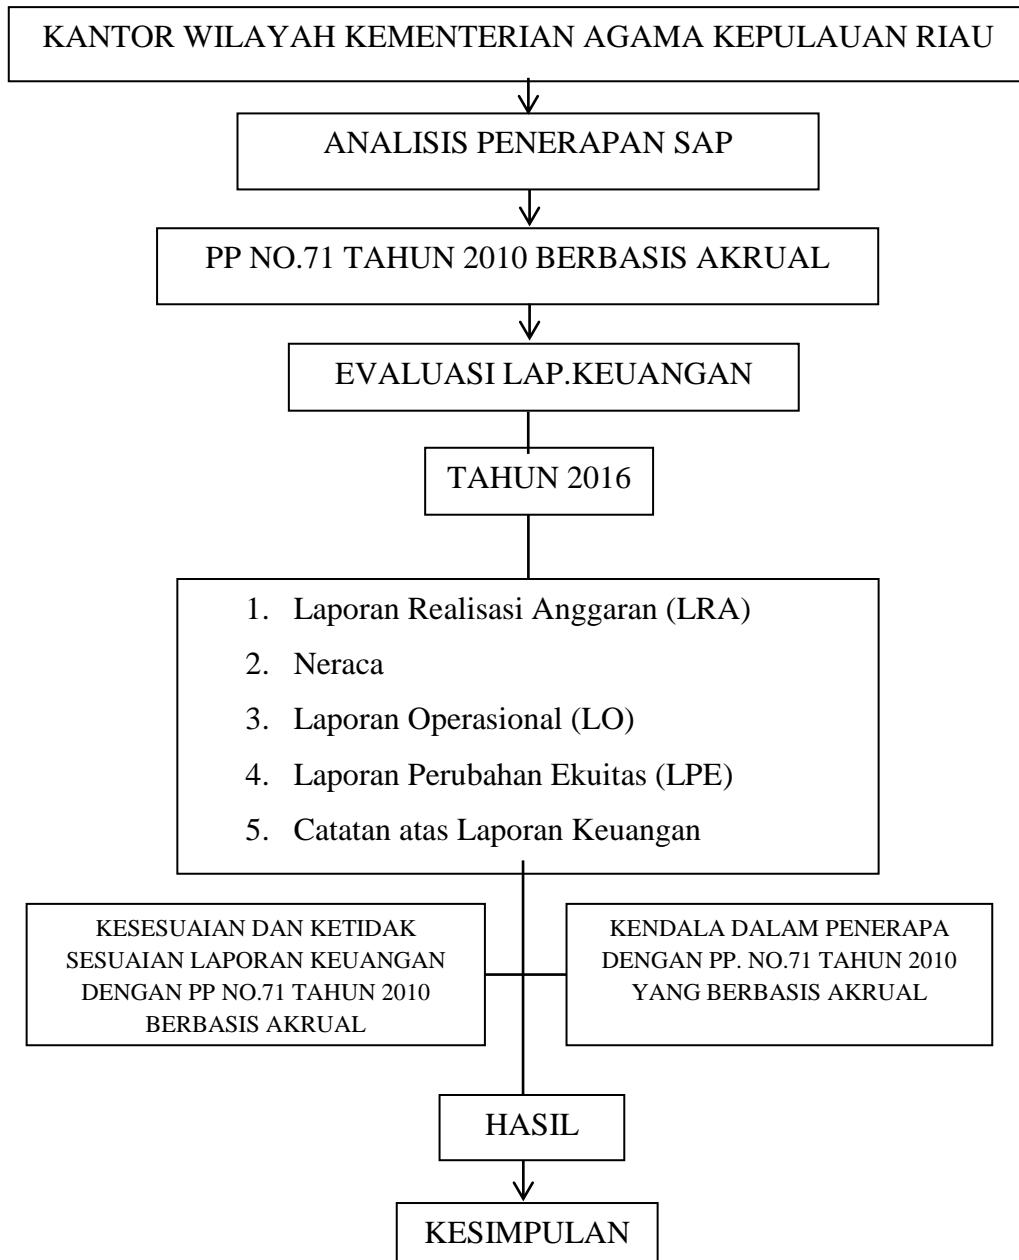 KANTOR WILAYAH KEMENTERIAN AGAMA KEPULAUAN RIAU
ANALISIS PENERAPAN SAP
PP NO.71 TAHUN 2010 BERBASIS AKRUAL
EVALUASI LAP.KEUANGAN
TAHUN 2016
1. Laporan Realisasi Anggaran (LRA)
2. Neraca
3. Laporan Operasional (LO)
4. Laporan Perubahan Ekuitas (LPE)
5. Catatan atas Laporan Keuangan
KESESUAIAN DAN KETIDAK
SESUAIAN LAPORAN KEUANGAN
DENGAN PP NO.71 TAHUN 2010
BERBASIS AKRUAL
KENDALA DALAM PENERAPA
DENGAN PP. NO.71 TAHUN 2010
YANG BERBASIS AKRUAL
HASIL
KESIMPULAN